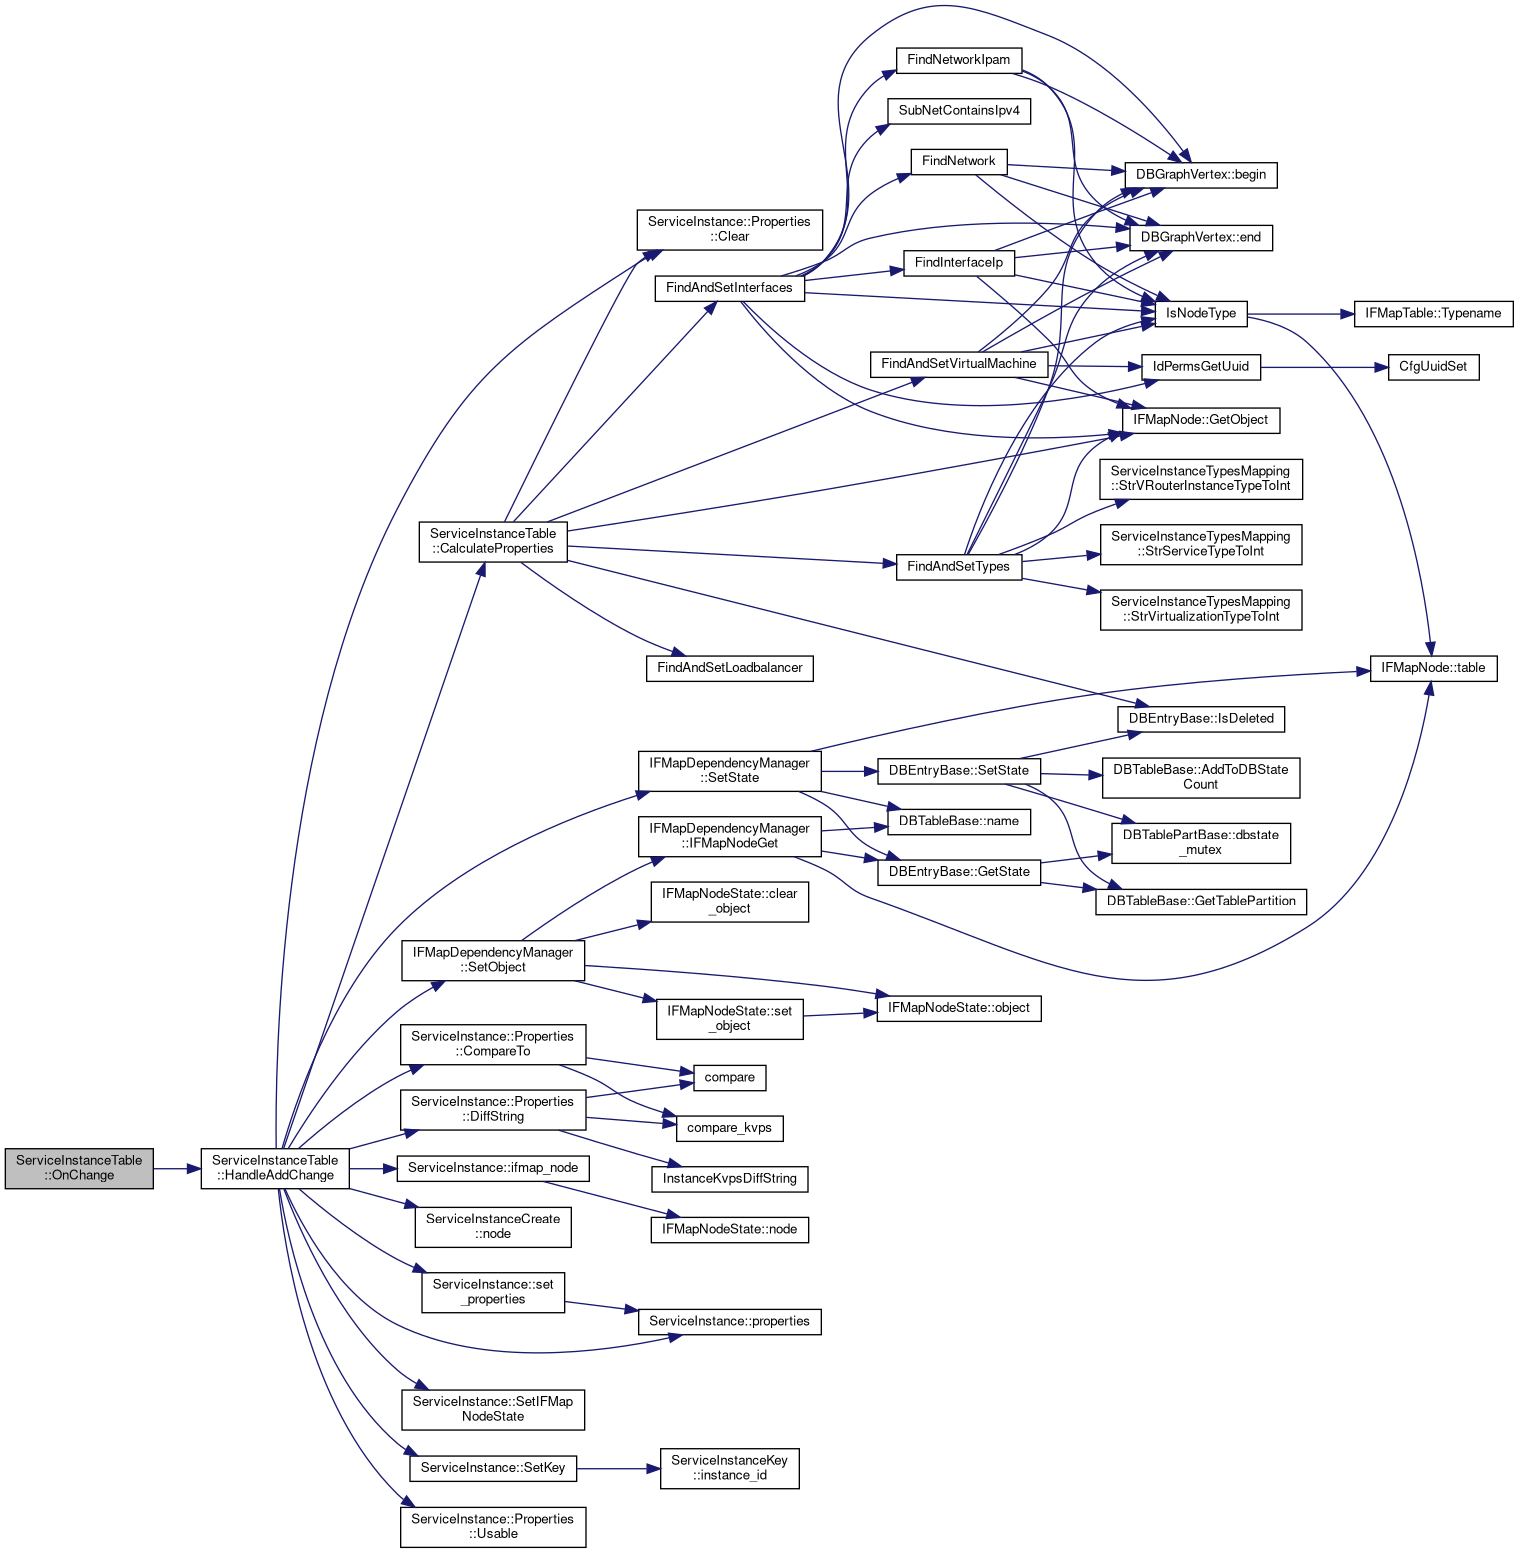 FindNetworkIpam
SubNetContainsIpv4
FindNetwork
DBGraphVertex::begin
ServiceInstance::Properties
::Clear
DBGraphVertex::end
FindInterfaceIp
FindAndSetInterfaces
IsNodeType
IFMapTable::Typename
FindAndSetVirtualMachine
IdPermsGetUuid
CfgUuidSet
IFMapNode::GetObject
ServiceInstanceTypesMapping
::StrVRouterInstanceTypeToInt
ServiceInstanceTable
::CalculateProperties
ServiceInstanceTypesMapping
::StrServiceTypeToInt
FindAndSetTypes
ServiceInstanceTypesMapping
::StrVirtualizationTypeToInt
FindAndSetLoadbalancer
IFMapNode::table
DBEntryBase::IsDeleted
IFMapDependencyManager
::SetState
DBEntryBase::SetState
DBTableBase::AddToDBState
Count
DBTableBase::name
IFMapDependencyManager
::IFMapNodeGet
DBTablePartBase::dbstate
_mutex
DBEntryBase::GetState
DBTableBase::GetTablePartition
IFMapNodeState::clear
_object
IFMapDependencyManager
::SetObject
IFMapNodeState::set
_object
IFMapNodeState::object
ServiceInstance::Properties
::CompareTo
compare
ServiceInstance::Properties
::DiffString
compare_kvps
ServiceInstanceTable
::OnChange
ServiceInstanceTable
::HandleAddChange
ServiceInstance::ifmap_node
InstanceKvpsDiffString
ServiceInstanceCreate
::node
IFMapNodeState::node
ServiceInstance::set
_properties
ServiceInstance::properties
ServiceInstance::SetIFMap
NodeState
ServiceInstance::SetKey
ServiceInstanceKey
::instance_id
ServiceInstance::Properties
::Usable